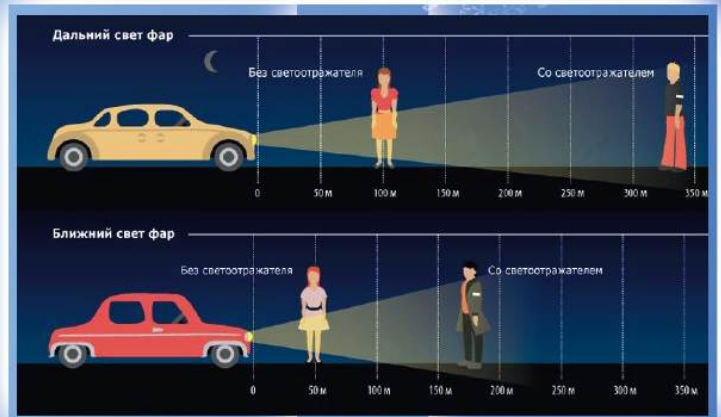 Дальний свет фар
Без светоотражателя
Со светоотражателем
0 50 м 100 м 150 м 200 м 250 м 300 м 350 м
Ближний свет фар
Без светоотражателя
Со светоотражателем
0 50 м 100 м 150 м 200 м 250 м 300 м 350 м